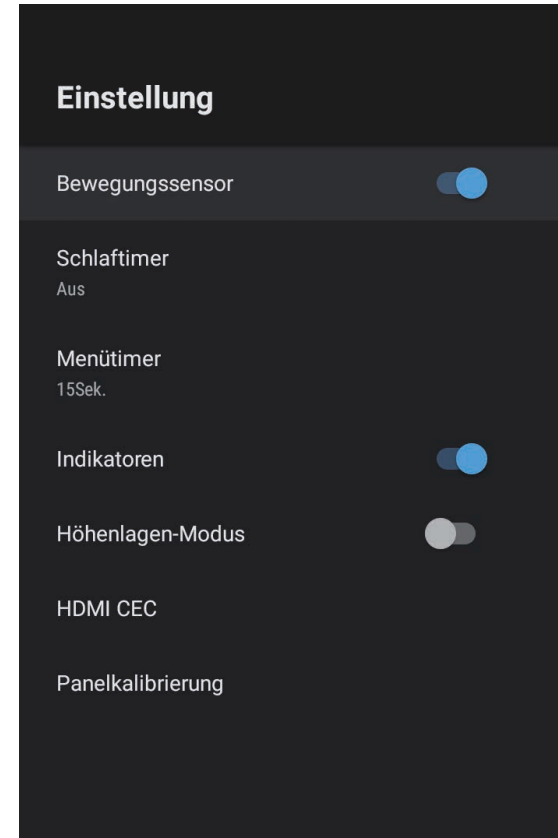 Einstellung
Bewegungssensor
Schlaftimer
Aus
Menütimer
15Sek.
Indikatoren
Höhenlagen-Modus
HDMI CEC
Panelkalibrierung